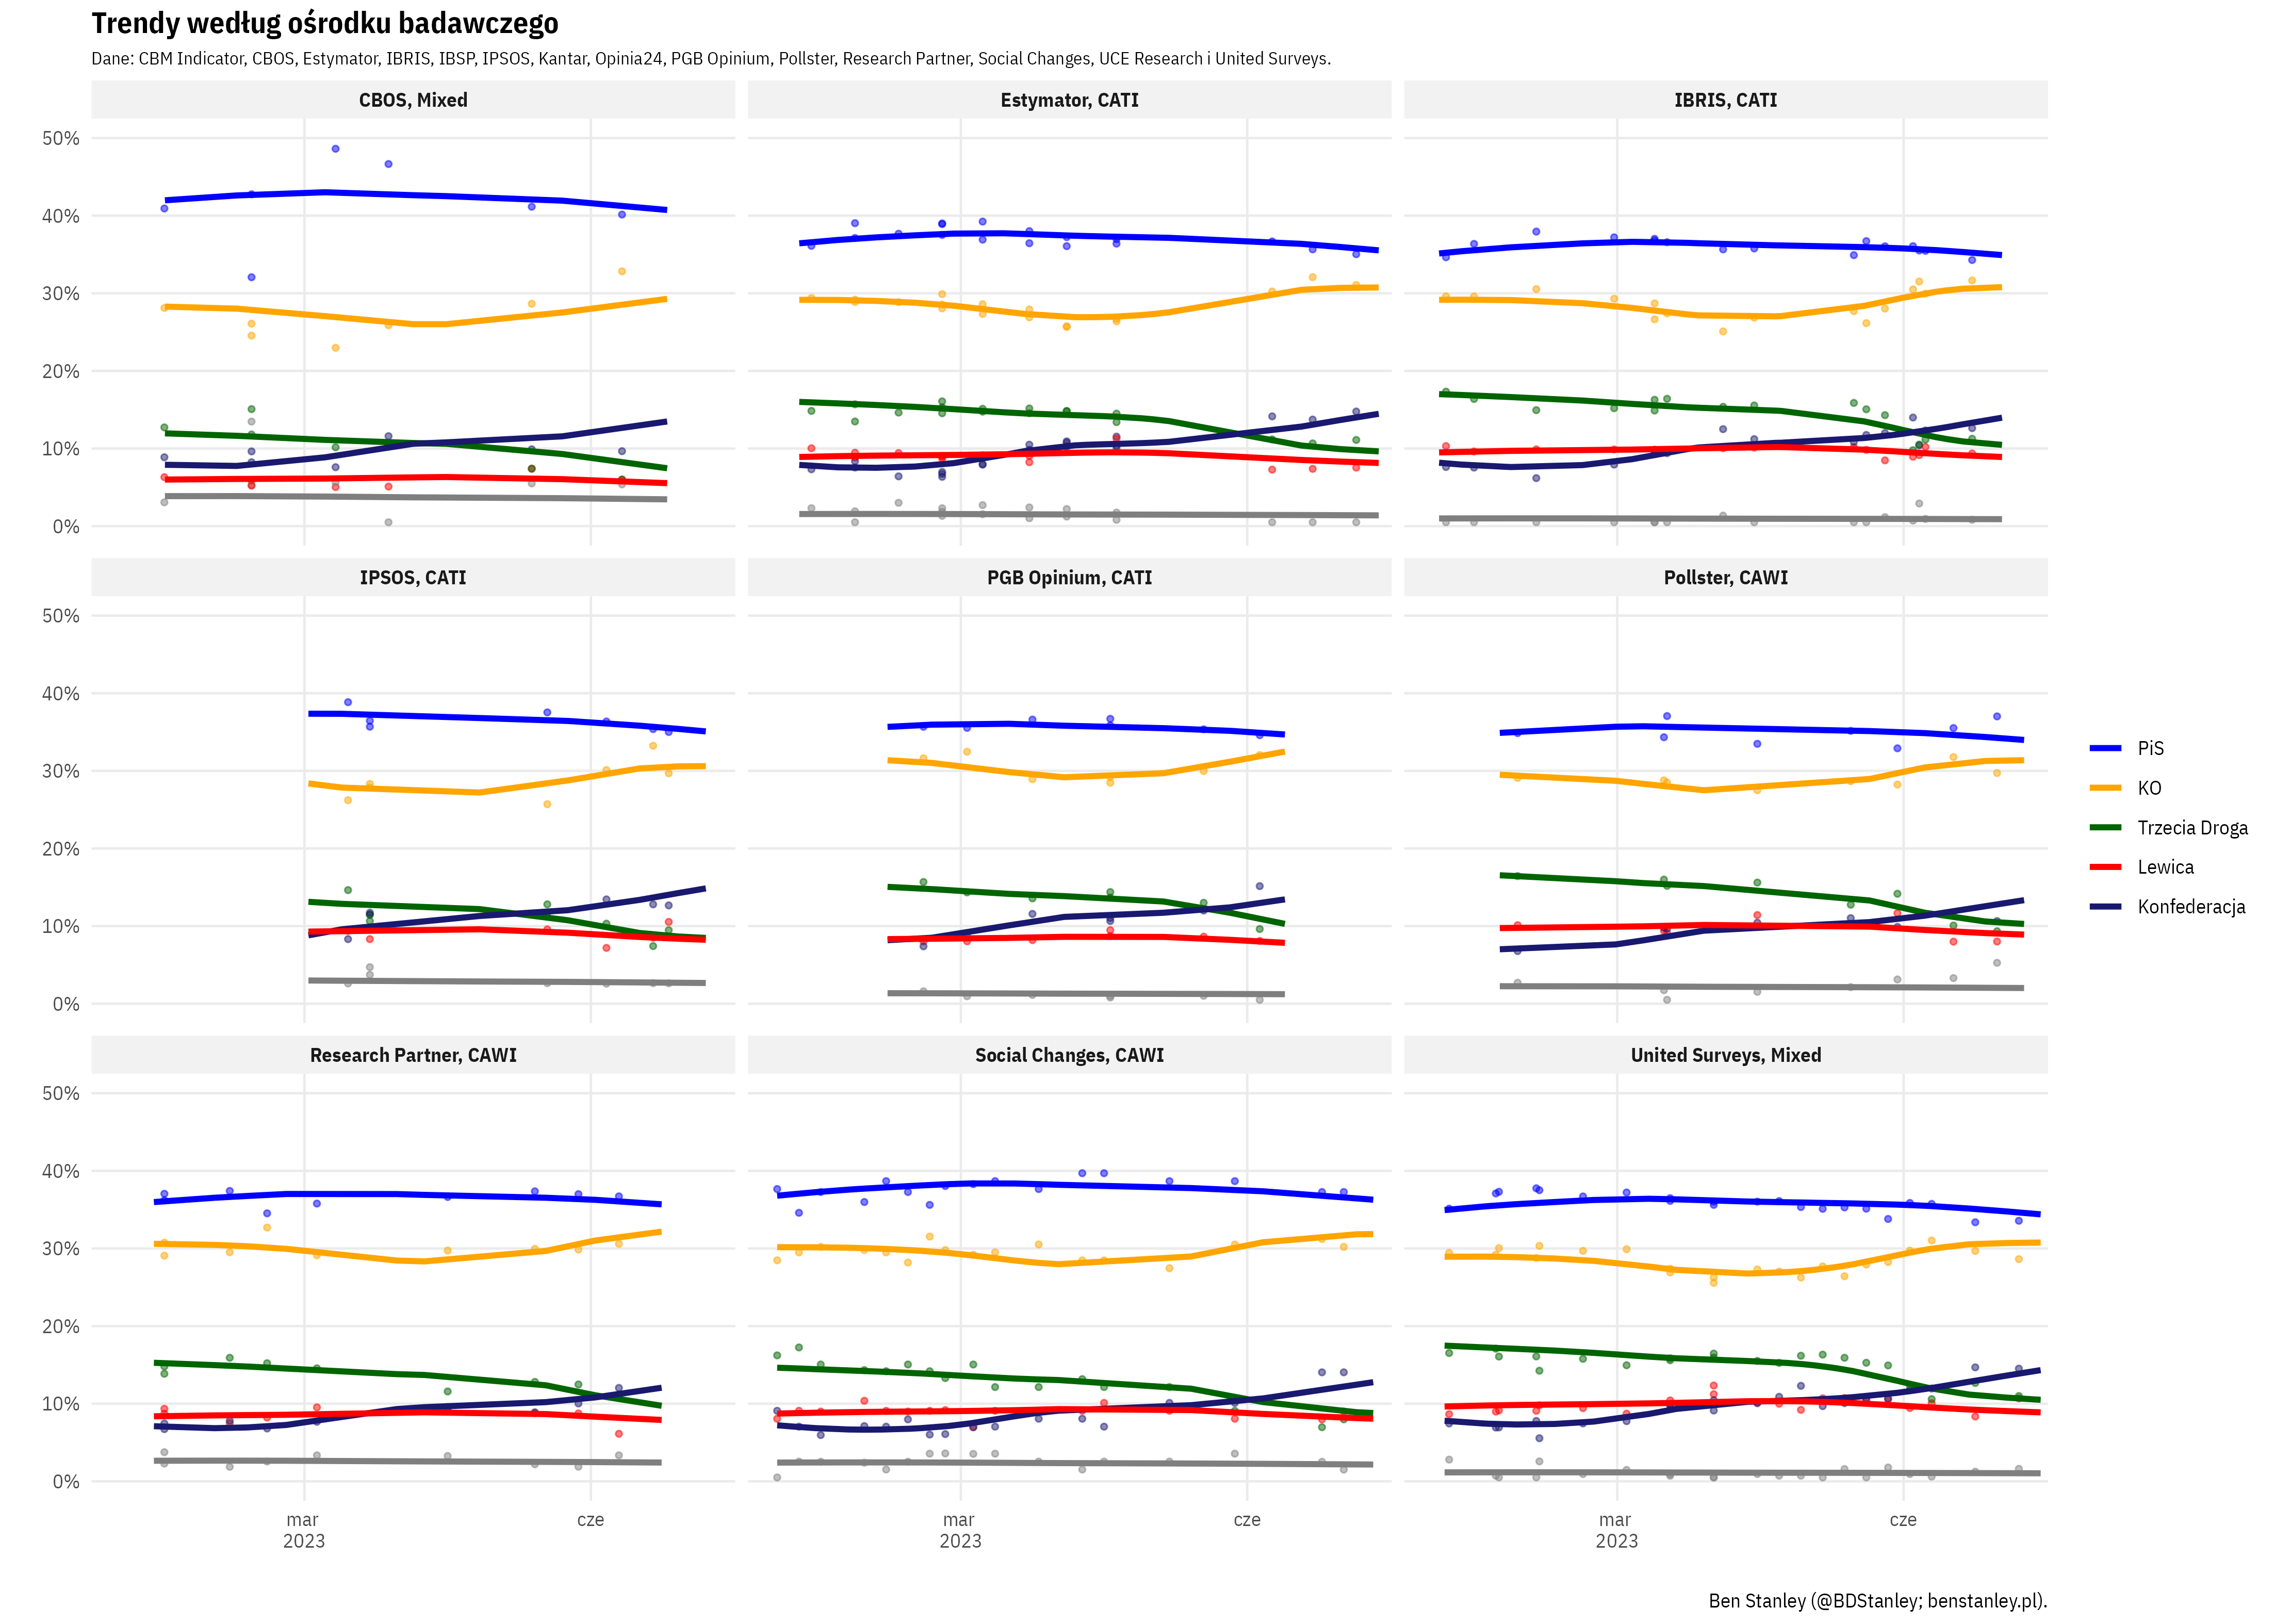 Trendy według ośrodku badawczego
Dane: CBM Indicator, CBOS, Estymator, IBRIS, IBSP, IPSOS, Kantar, Opinia24, PGB Opinium, Pollster, Research Partner, Social Changes, UCE Research i United Surveys.
CBOS, Mixed
Estymator, CATI
IBRIS, CATI
50%
40%
30%
20%
10%
0%
IPSOS, CATI
PGB Opinium, CATI
Pollster, CAWI
50%
40%
30%
20%
10%
0%
Research Partner, CAWI
Social Changes, CAWI
United Surveys, Mixed
50%
40%
30%
20%
10%
0%
mar
2023
cze
mar
2023
cze
mar
2023
cze
PiS
KO
Trzecia Droga
Lewica
Konfederacja
Ben Stanley (@BDStanley; benstanley.pl).